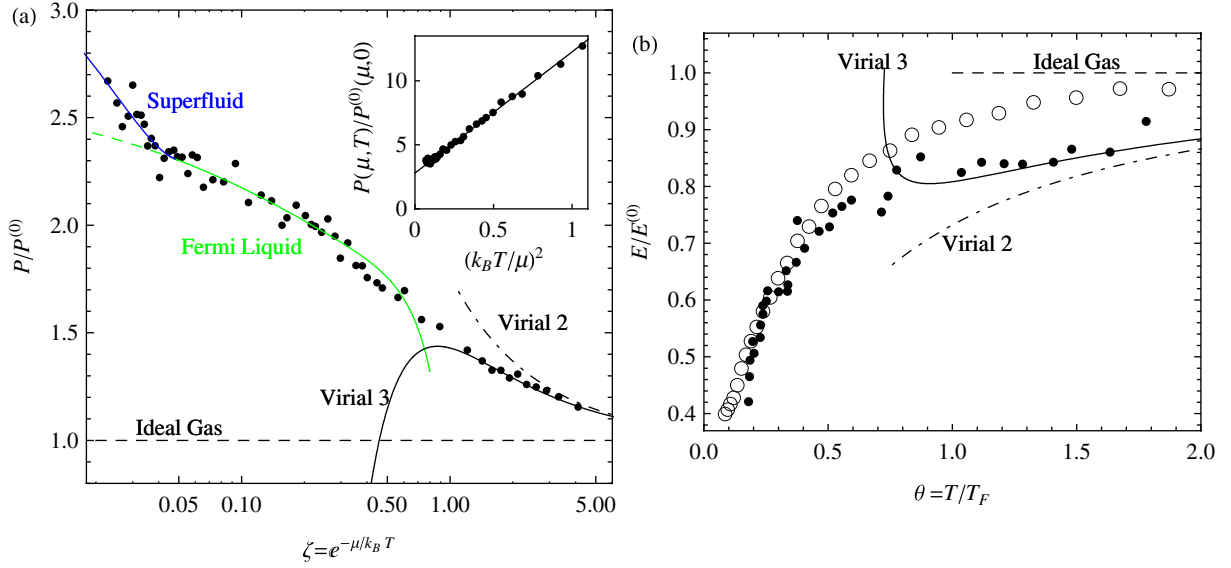 (a)
3.0
2.5
2.0
1.5
1.0
P/P^(0)
Superfluid
Fermi Liquid
Virial 2
Virial 3
Ideal Gas
0.05 0.10 0.50 1.00 5.00
ζ=e^{-μ/k_B T}
P(μ,T)/P^(0)(μ,0)
10
5
0
0 0.5 1
(k_B T/μ)^2
(b)
Virial 3
Ideal Gas
Virial 2
1.0
0.9
0.8
0.7
0.6
0.5
0.4
E/E^(0)
0.0 0.5 1.0 1.5 2.0
θ =T/T_F